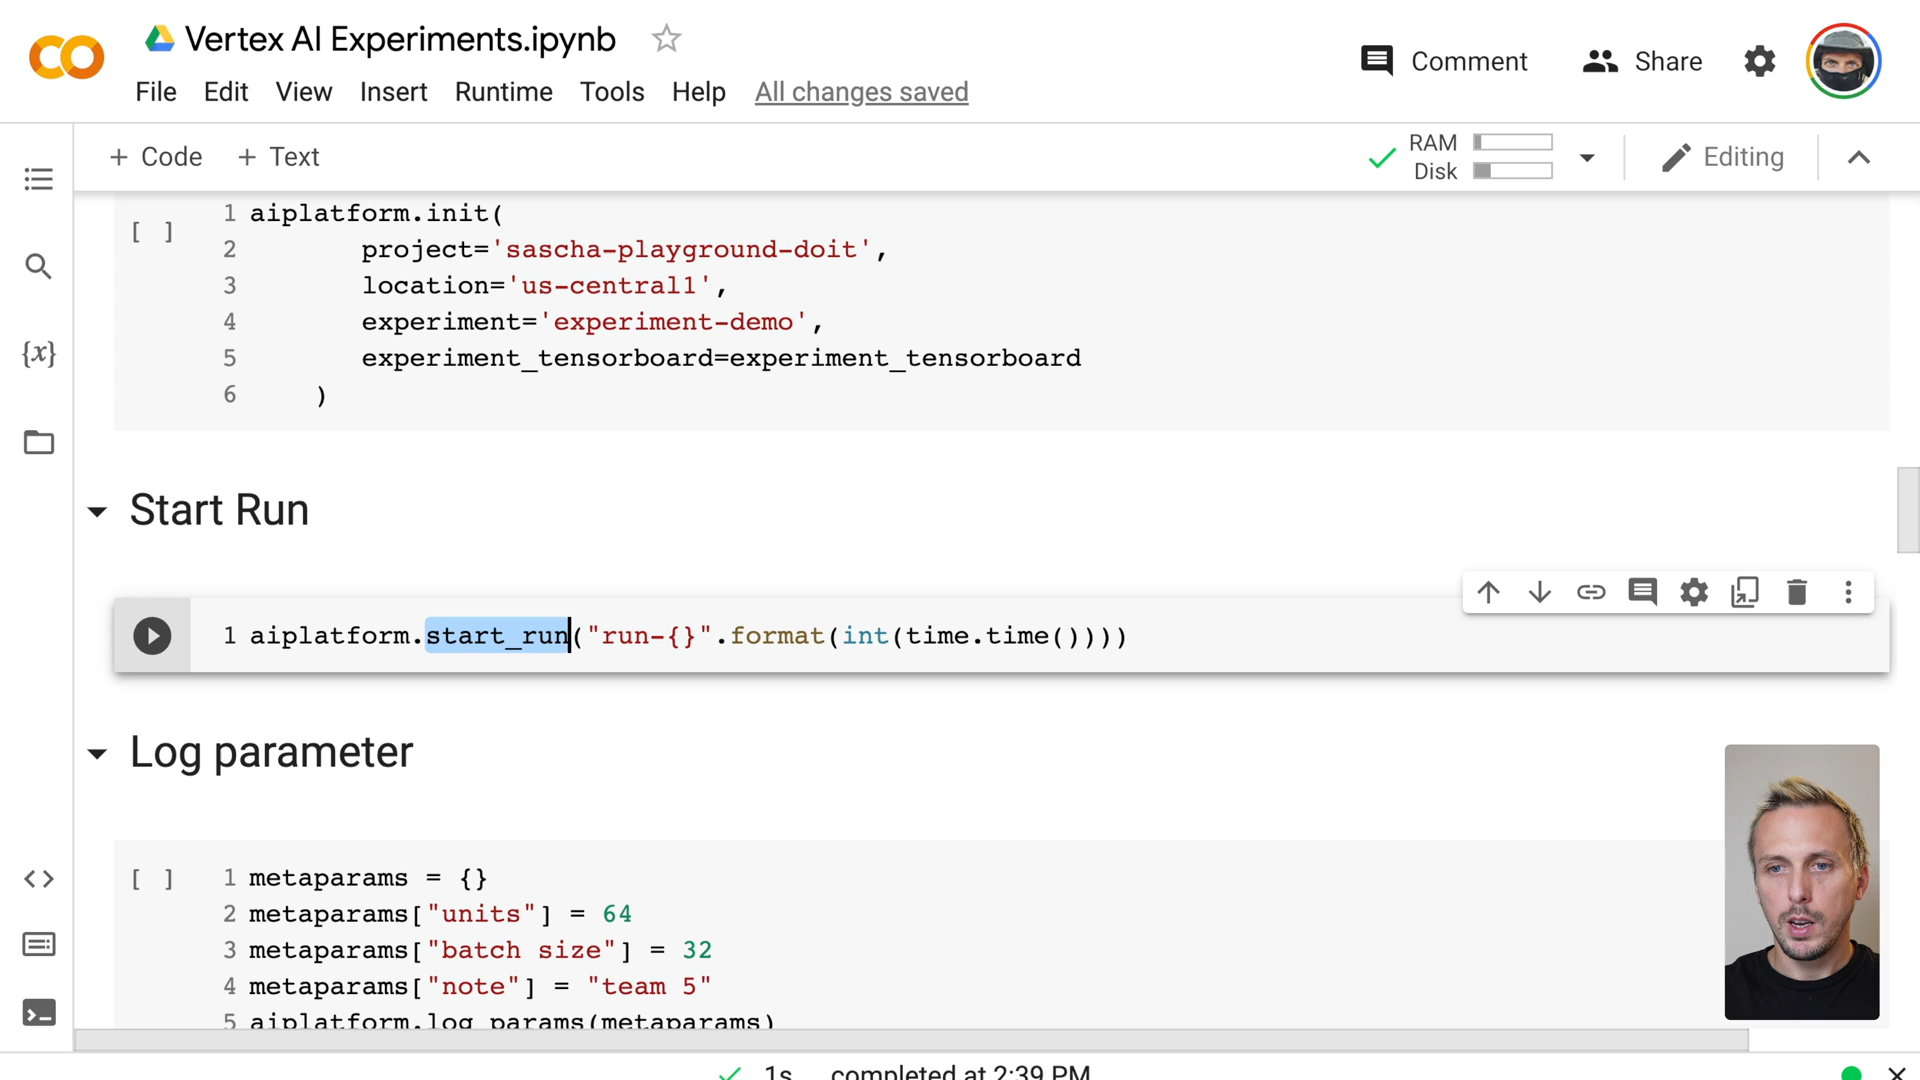 Vertex AI Experiments.ipynb
Comment
Share
File Edit View Insert Runtime Tools Help All changes saved
+ Code + Text
RAM
Disk
Editing
[ ]
1 aiplatform.init(
2 project='sascha-playground-doit',
3 location='us-central1',
4 experiment='experiment-demo',
5 experiment_tensorboard=experiment_tensorboard
6 )
{x}
Start Run
1 aiplatform.start_run("run-{}".format(int(time.time())))
Log parameter
[ ]
1 metaparams = {}
2 metaparams["units"] = 64
3 metaparams["batch size"] = 32
4 metaparams["note"] = "team 5"
5 aiplatform.log_params(metaparams)
1s completed at 2:39 PM